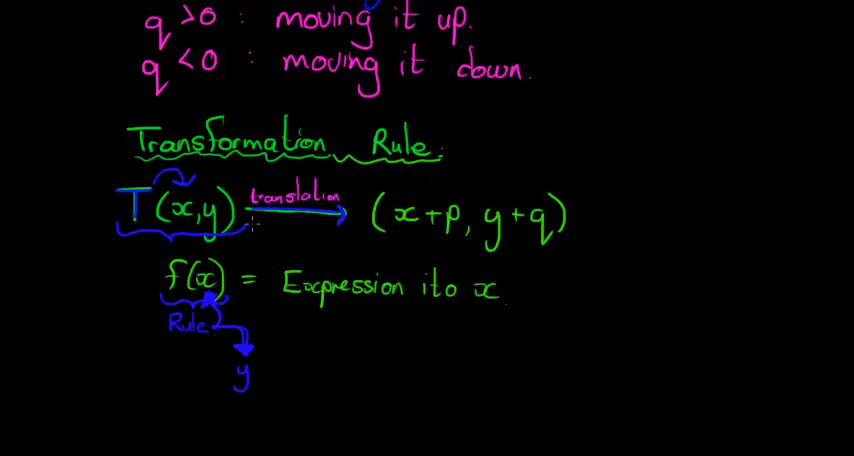 q >0 : moving it up.
q <0 : moving it down.
Transformation Rule:
T(x,y) translation (x+p, y+q)
f(x) = Expression ito x.
Rule
y